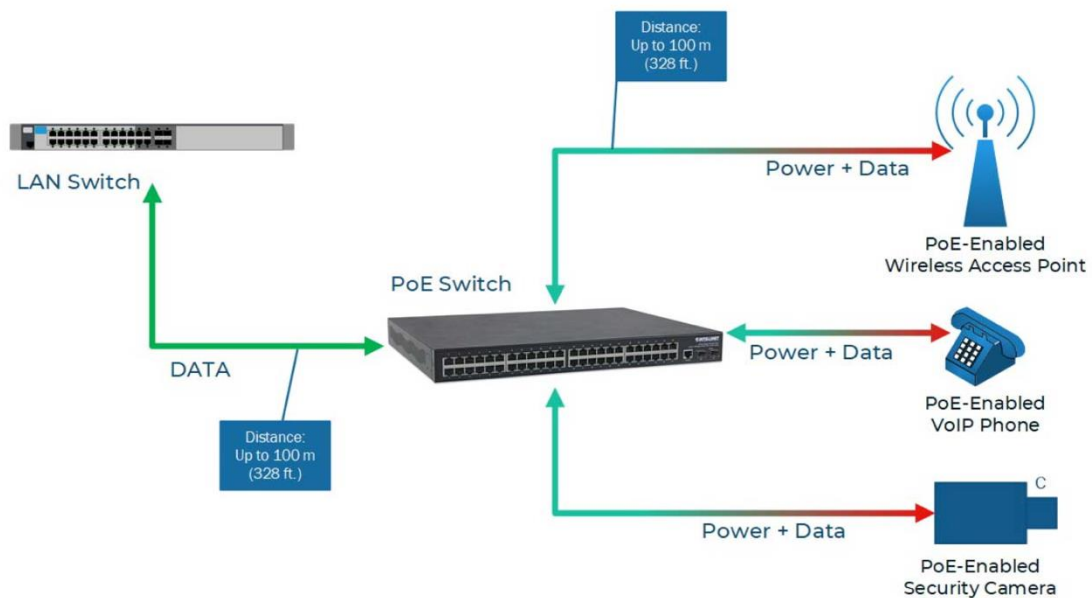 Distance:
Up to 100 m
(328 ft.)
LAN Switch
Power + Data
PoE-Enabled
Wireless Access Point
PoE Switch
DATA
Power + Data
PoE-Enabled
VoIP Phone
Distance:
Up to 100 m
(328 ft.)
C
Power + Data
PoE-Enabled
Security Camera